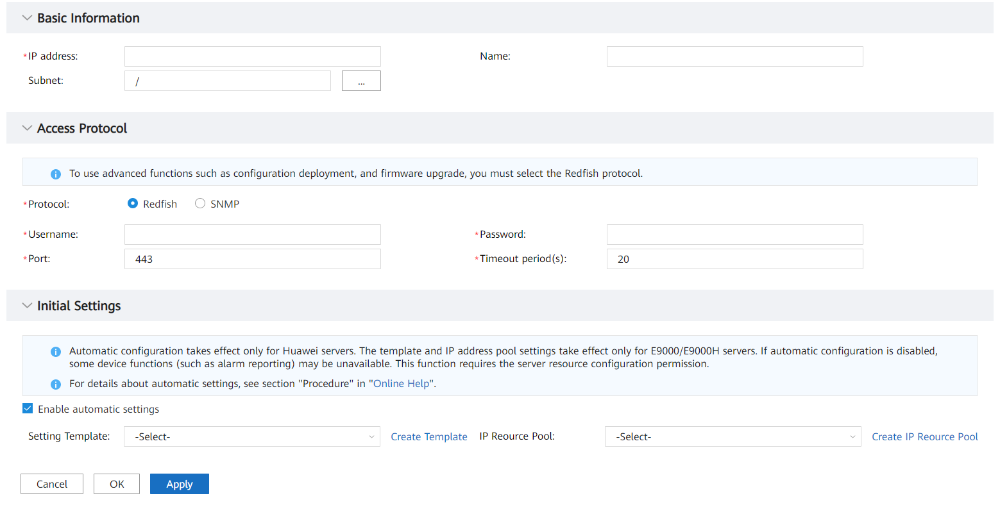 Basic Information
*IP address:
Name:
Subnet:
/
...
Access Protocol
To use advanced functions such as configuration deployment, and firmware upgrade, you must select the Redfish protocol.
*Protocol:
Redfish
SNMP
*Username:
*Password:
*Port:
443
*Timeout period(s):
20
Initial Settings
Automatic configuration takes effect only for Huawei servers. The template and IP address pool settings take effect only for E9000/E9000H servers. If automatic configuration is disabled,
some device functions (such as alarm reporting) may be unavailable. This function requires the server resource configuration permission.
For details about automatic settings, see section "Procedure" in "Online Help".
Enable automatic settings
Setting Template:
-Select-
Create Template
IP Reource Pool:
-Select-
Create IP Reource Pool
Cancel
OK
Apply